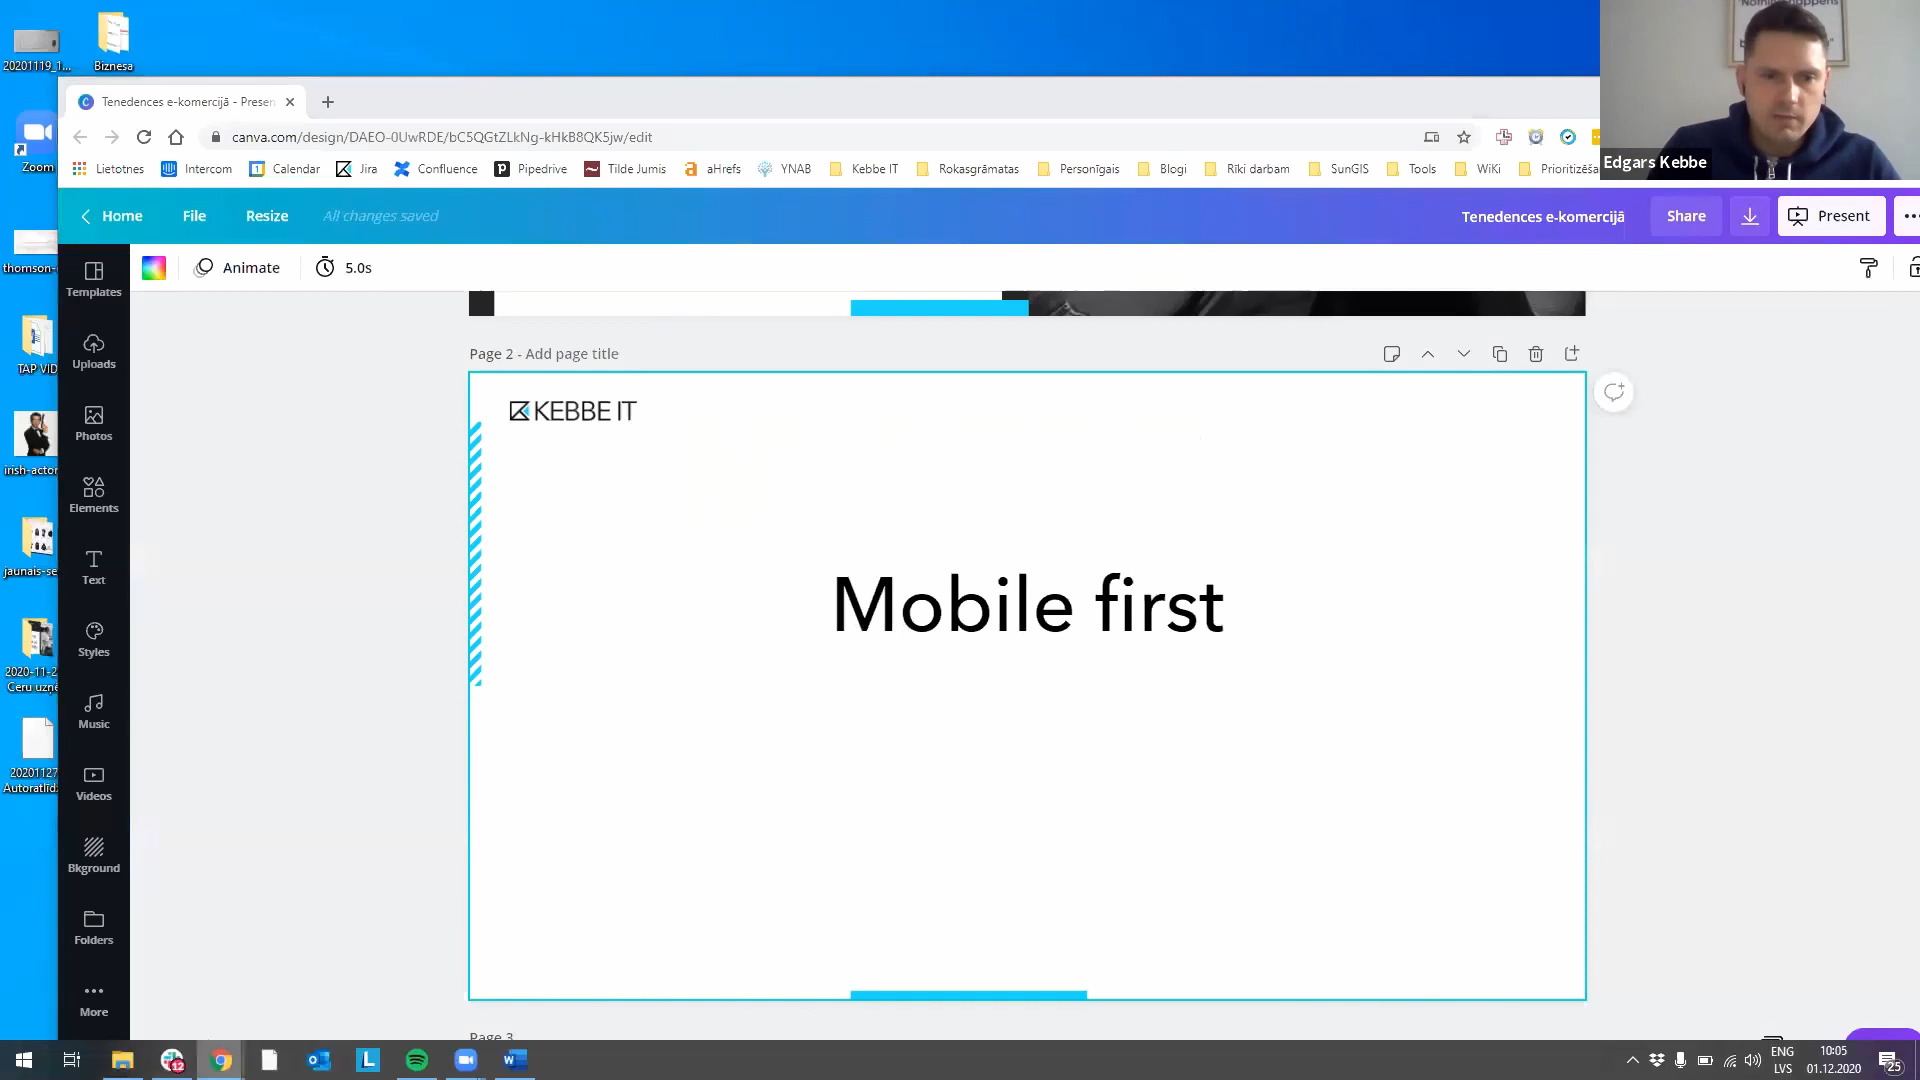 20201119_1...
Biznesa
Zoom
thomson-
TAP VID
irish-actor
jaunais-se
2020-11-2
Ceru uzņē
20201127
Autoratlīdz
Tenedences e-komercijā - Presen
canva.com/design/DAEO-0UwRDE/bC5QGtZLkNg-kHkB8QK5jw/edit
Lietotnes
Intercom
Calendar
Jira
Confluence
Pipedrive
Tilde Jumis
aHrefs
YNAB
Kebbe IT
Rokasgrāmatas
Personīgais
Blogi
Rīki darbam
SunGIS
Tools
WiKi
Prioritizēša
Edgars Kebbe
Home
File
Resize
All changes saved
Tenedences e-komercijā
Share
Present
Animate
5.0s
Templates
Uploads
Photos
Elements
Text
Styles
Music
Videos
Bkground
Folders
More
Page 2 - Add page title
KEBBE IT
Mobile first
Page 3
12
ENG
LVS
10:05
01.12.2020
25